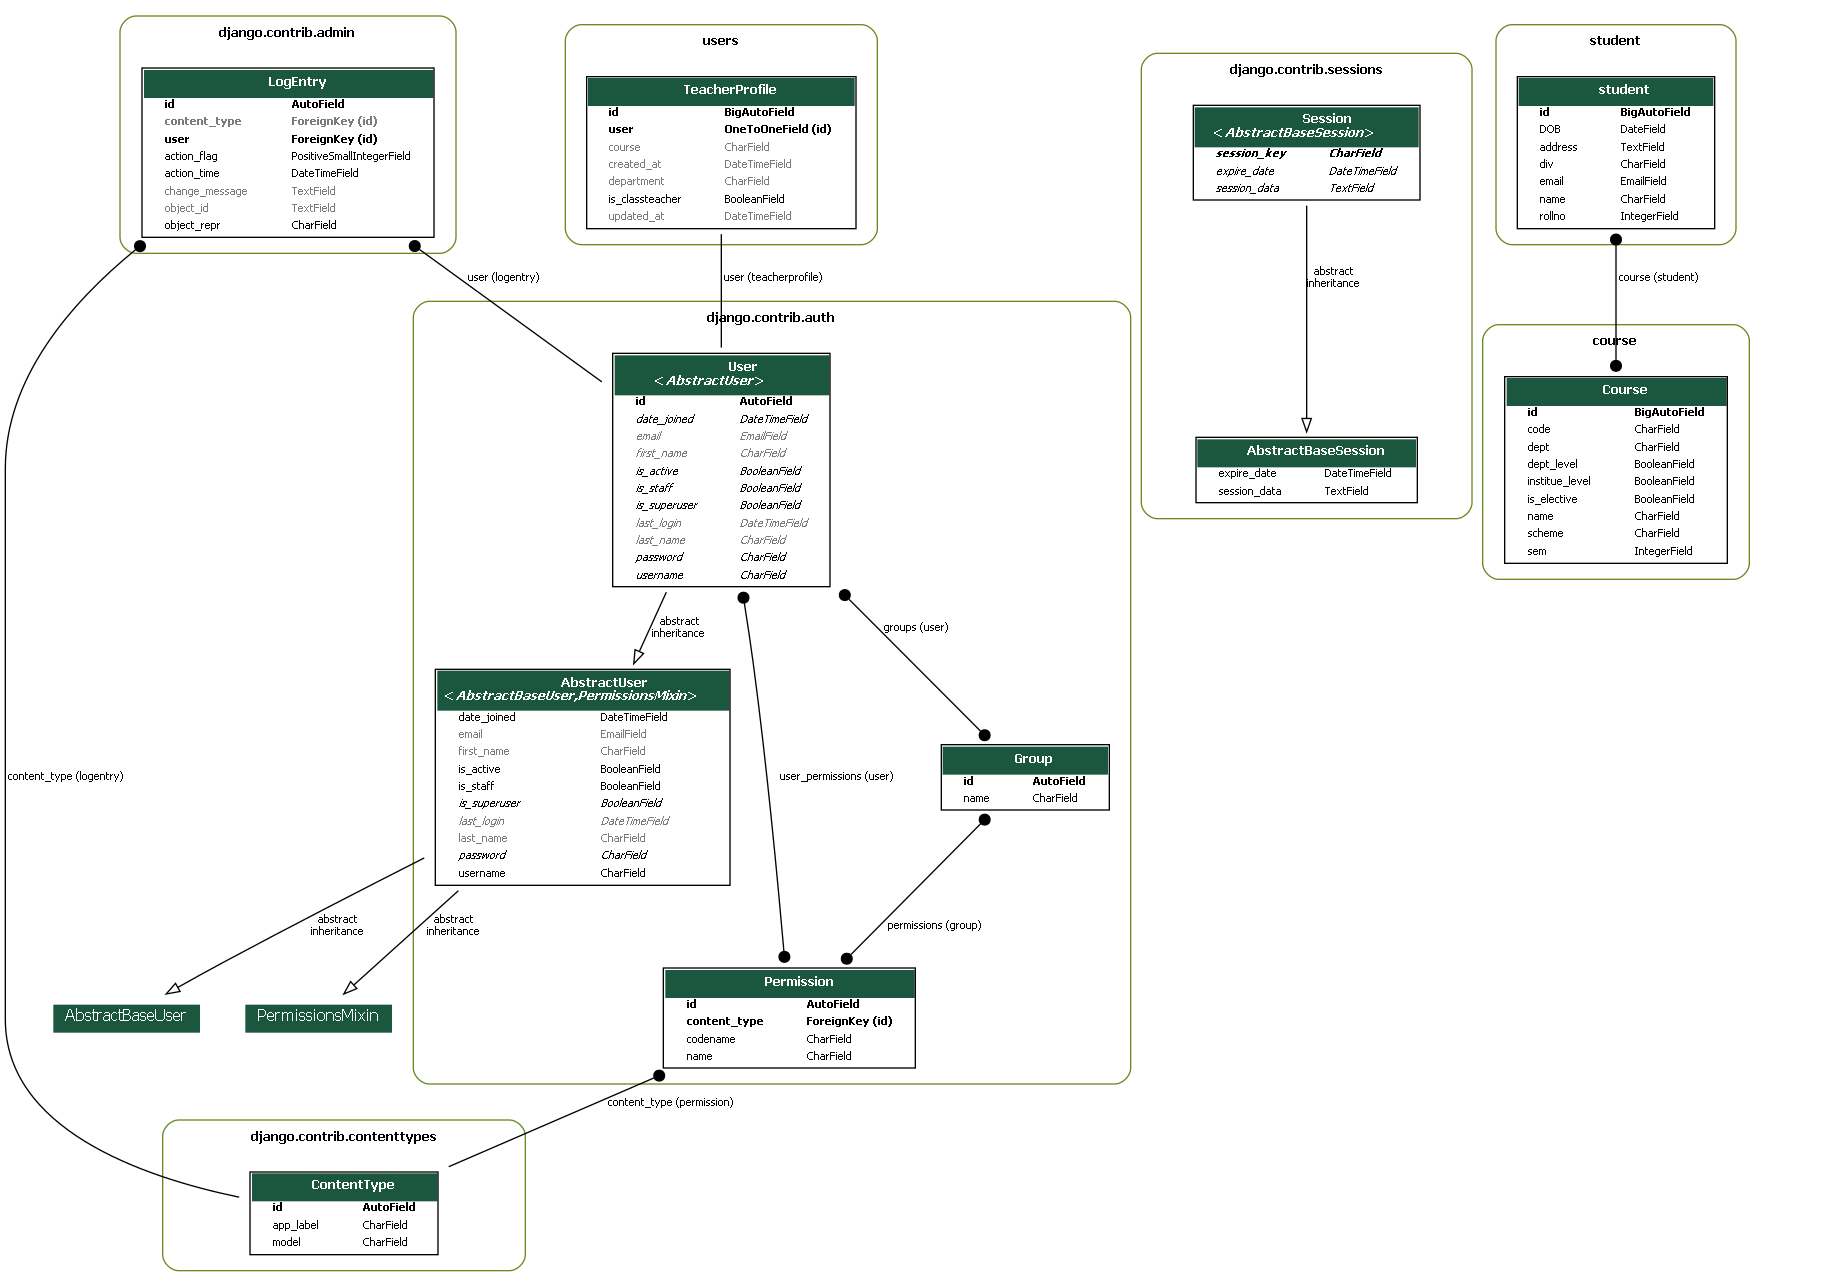 django.contrib.admin
LogEntry
id AutoField
content_type ForeignKey (id)
user ForeignKey (id)
action_flag PositiveSmallIntegerField
action_time DateTimeField
change_message TextField
object_id TextField
object_repr CharField
users
TeacherProfile
id BigAutoField
user OneToOneField (id)
course CharField
created_at DateTimeField
department CharField
is_classteacher BooleanField
updated_at DateTimeField
django.contrib.sessions
Session
<AbstractBaseSession>
session_key CharField
expire_date DateTimeField
session_data TextField
abstract
inheritance
AbstractBaseSession
expire_date DateTimeField
session_data TextField
student
student
id BigAutoField
DOB DateField
address TextField
div CharField
email EmailField
name CharField
rollno IntegerField
course (student)
course
Course
id BigAutoField
code CharField
dept CharField
dept_level BooleanField
institue_level BooleanField
is_elective BooleanField
name CharField
scheme CharField
sem IntegerField
user (logentry)
user (teacherprofile)
django.contrib.auth
User
<AbstractUser>
id AutoField
date_joined DateTimeField
email EmailField
first_name CharField
is_active BooleanField
is_staff BooleanField
is_superuser BooleanField
last_login DateTimeField
last_name CharField
password CharField
username CharField
abstract
inheritance
groups (user)
AbstractUser
<AbstractBaseUser,PermissionsMixin>
date_joined DateTimeField
email EmailField
first_name CharField
is_active BooleanField
is_staff BooleanField
is_superuser BooleanField
last_login DateTimeField
last_name CharField
password CharField
username CharField
user_permissions (user)
Group
id AutoField
name CharField
content_type (logentry)
abstract
inheritance
abstract
inheritance
permissions (group)
AbstractBaseUser
PermissionsMixin
Permission
id AutoField
content_type ForeignKey (id)
codename CharField
name CharField
content_type (permission)
django.contrib.contenttypes
ContentType
id AutoField
app_label CharField
model CharField